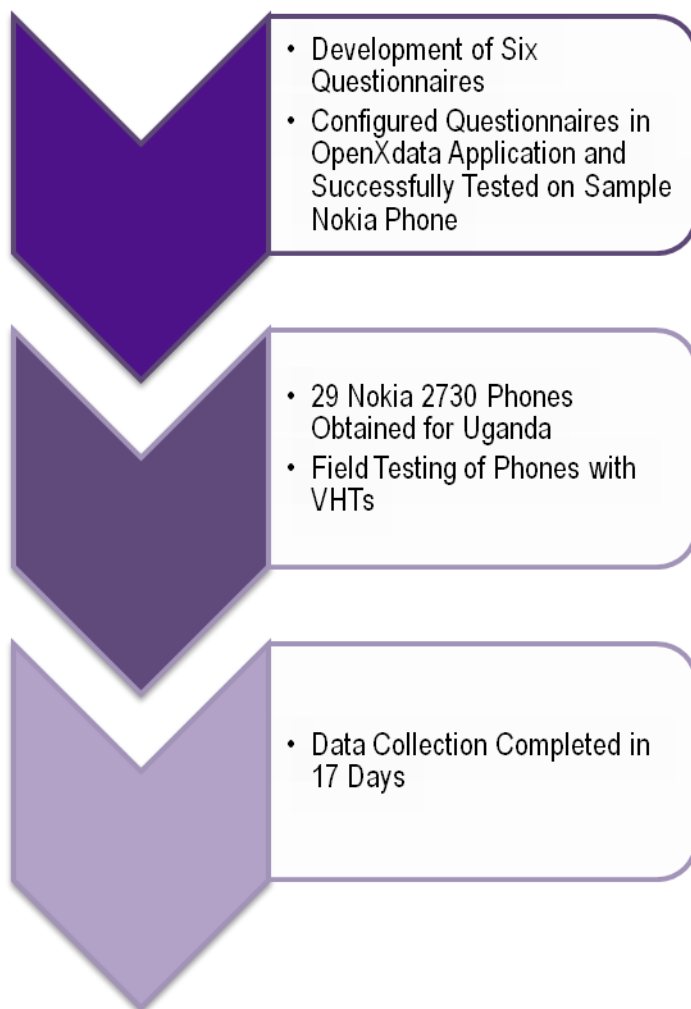 • Development of Six
Questionnaires
• Configured Questionnaires in
OpenXdata Application and
Successfully Tested on Sample
Nokia Phone
• 29 Nokia 2730 Phones
Obtained for Uganda
• Field Testing of Phones with
VHTs
• Data Collection Completed in
17 Days